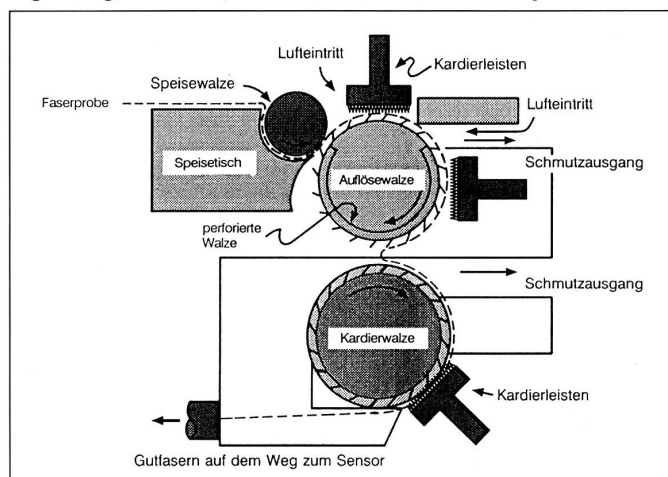 Lufteintritt
Kardierleisten
Speisewalze
Faserprobe
Lufteintritt
Speisetisch
Auflösewalze
Schmutzausgang
perforierte
Walze
Schmutzausgang
Kardierwalze
Kardierleisten
Gutfasern auf dem Weg zum Sensor